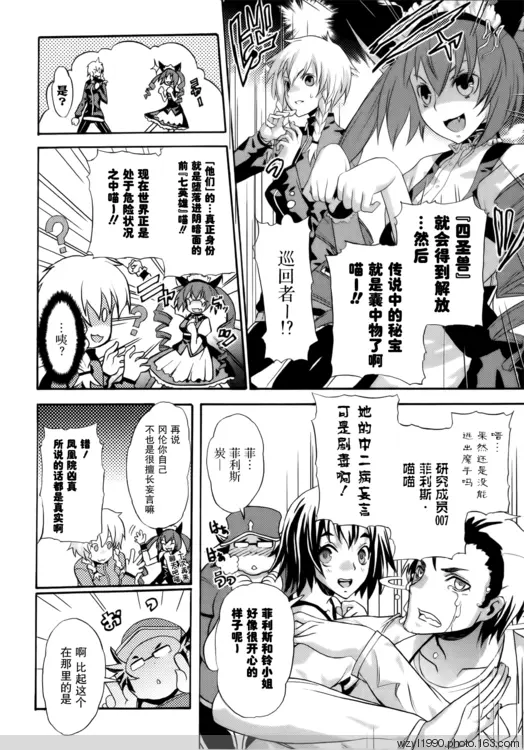 『四圣兽』
就会得到解放
…然后
传说中的秘宝
就是囊中物了啊
喵—!!
巡回者—!?
是?
『他们』的…真正身份
就是堕落进阴暗面的
前『七英雄』喵!!
现在世界正是
处于危险状况
之中喵—!!
…咦?
唔…
果然还是没能
逃出魔手吗
研究成员
007
菲利斯·
喵喵
她的中二病妄言
可是剧毒啊!
菲…
菲利斯
炭—
菲利斯和铃小姐
好像很开心的
样子呢~
再说
冈伦你自己
不也是很擅长妄言嘛
错!
凤凰院凶真
所说的话都是真实啊
啊 比起这个
在那里的是
wzyl1990.photo.163.com